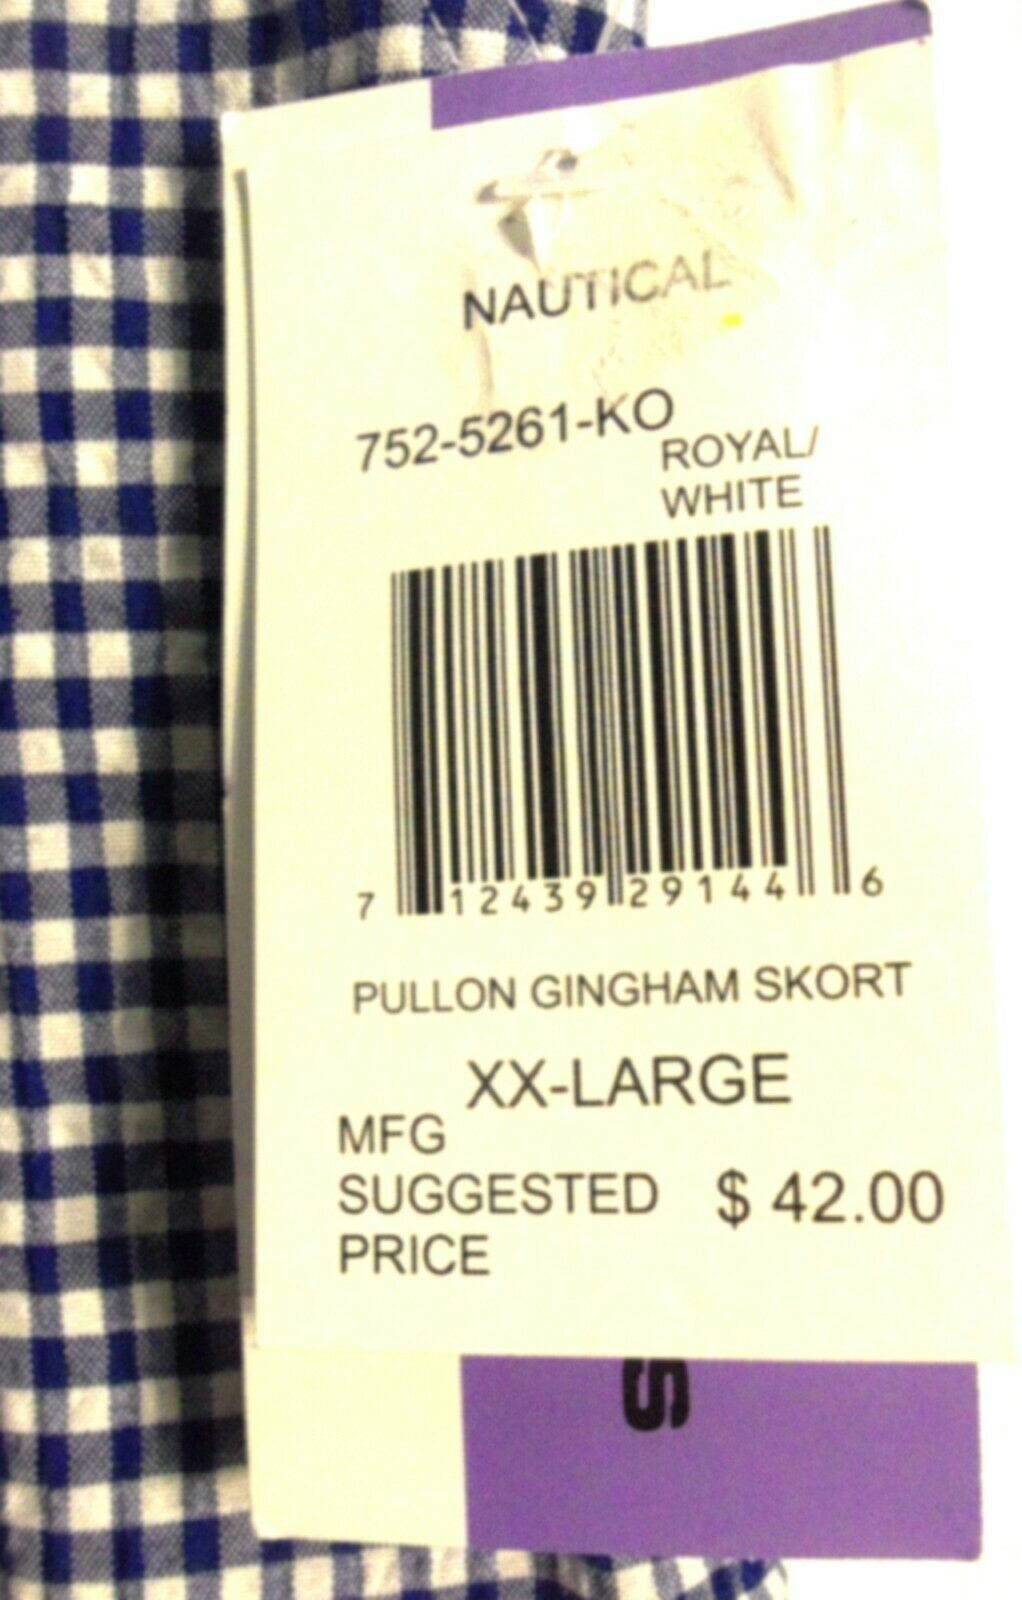 NAUTICAL
752-5261-KO
ROYAL/
WHITE
7 12439 29144 6
PULLON GINGHAM SKORT
XX-LARGE
MFG
SUGGESTED $ 42.00
PRICE
S